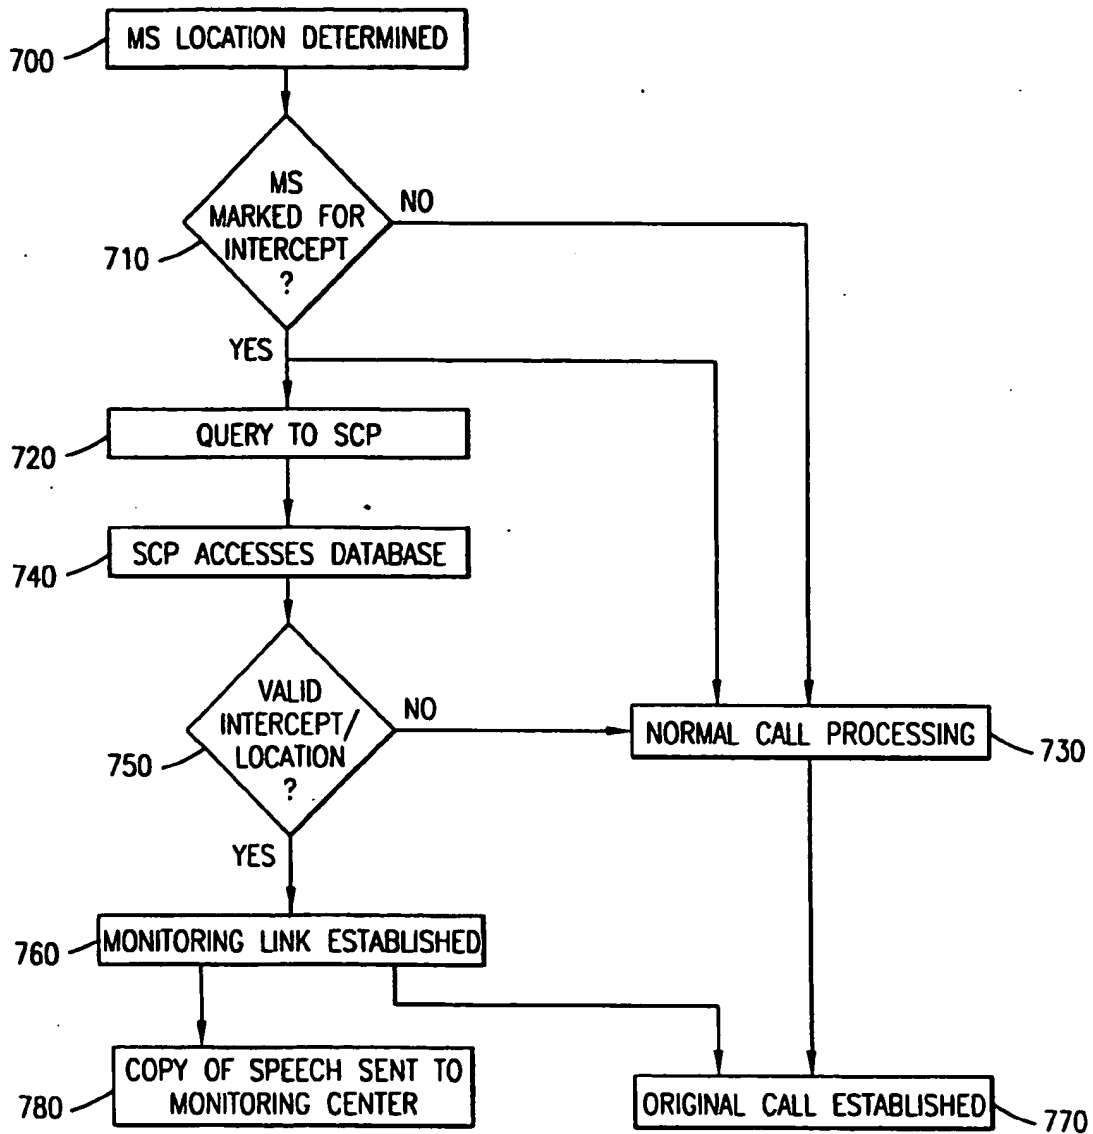 MS LOCATION DETERMINED
700
MS
MARKED FOR
INTERCEPT
?
NO
710
YES
QUERY TO SCP
720
SCP ACCESSES DATABASE
740
VALID
INTERCEPT/
LOCATION
?
NO
750
NORMAL CALL PROCESSING
730
YES
MONITORING LINK ESTABLISHED
760
COPY OF SPEECH SENT TO
MONITORING CENTER
780
ORIGINAL CALL ESTABLISHED
770